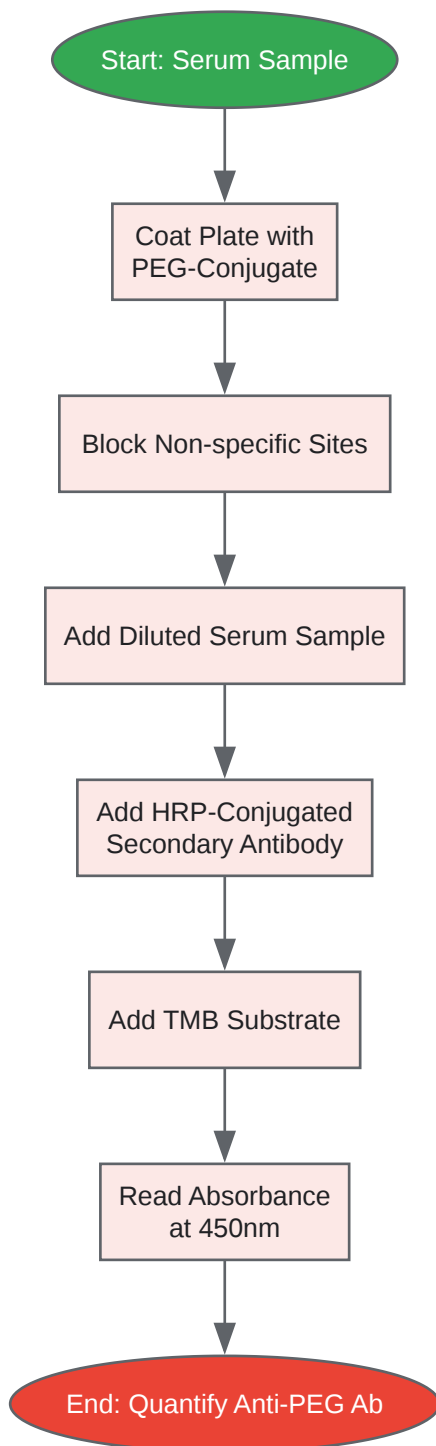 Start: Serum Sample
Coat Plate with
PEG-Conjugate
Block Non-specific Sites
Add Diluted Serum Sample
Add HRP-Conjugated
Secondary Antibody
Add TMB Substrate
Read Absorbance
at 450nm
End: Quantify Anti-PEG Ab